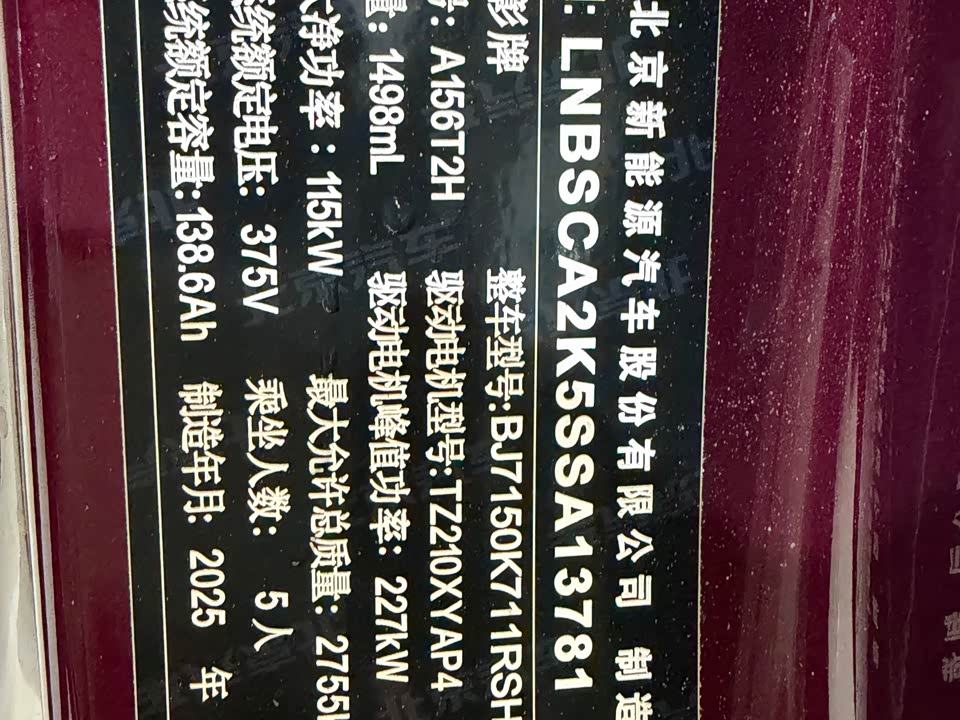 北京新能源汽车股份有限公司 制造
: LNBSCA2K5SSA13781
牌 整车型号:BJ7150K711RSH
号: A156T2H 驱动电机型号:TZ210XYAP4
量: 1498mL 驱动电机峰值功率: 227kW
净功率: 115kW 最大允许总质量: 2755
统额定电压: 375V 乘坐人数: 5人
统额定容量: 138.6Ah 制造年月: 2025 年